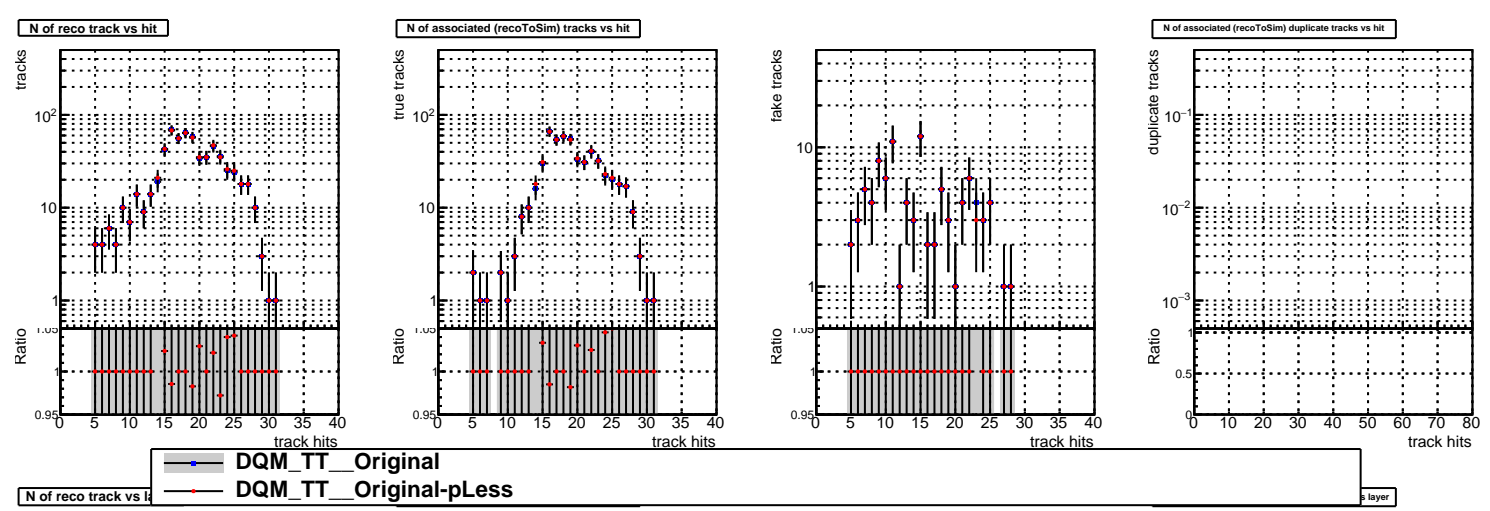 N of reco track vs hit
tracks
10²
10
1
1.05
Ratio
1
0.95
0 5 10 15 20 25 30 35 40
track hits
N of associated (recoToSim) tracks vs hit
true tracks
10²
10
1
1.05
Ratio
1
0.95
0 5 10 15 20 25 30 35 40
track hits
fake tracks
10
1
1.05
Ratio
1
0.95
0 5 10 15 20 25 30 35 40
track hits
N of associated (recoToSim) duplicate tracks vs hit
duplicate tracks
10⁻¹
10⁻²
10⁻³
Ratio
1
0.5
0
0 10 20 30 40 50 60 70 80
track hits
DQM_TT__Original
DQM_TT__Original-pLess
N of reco track vs la
s layer